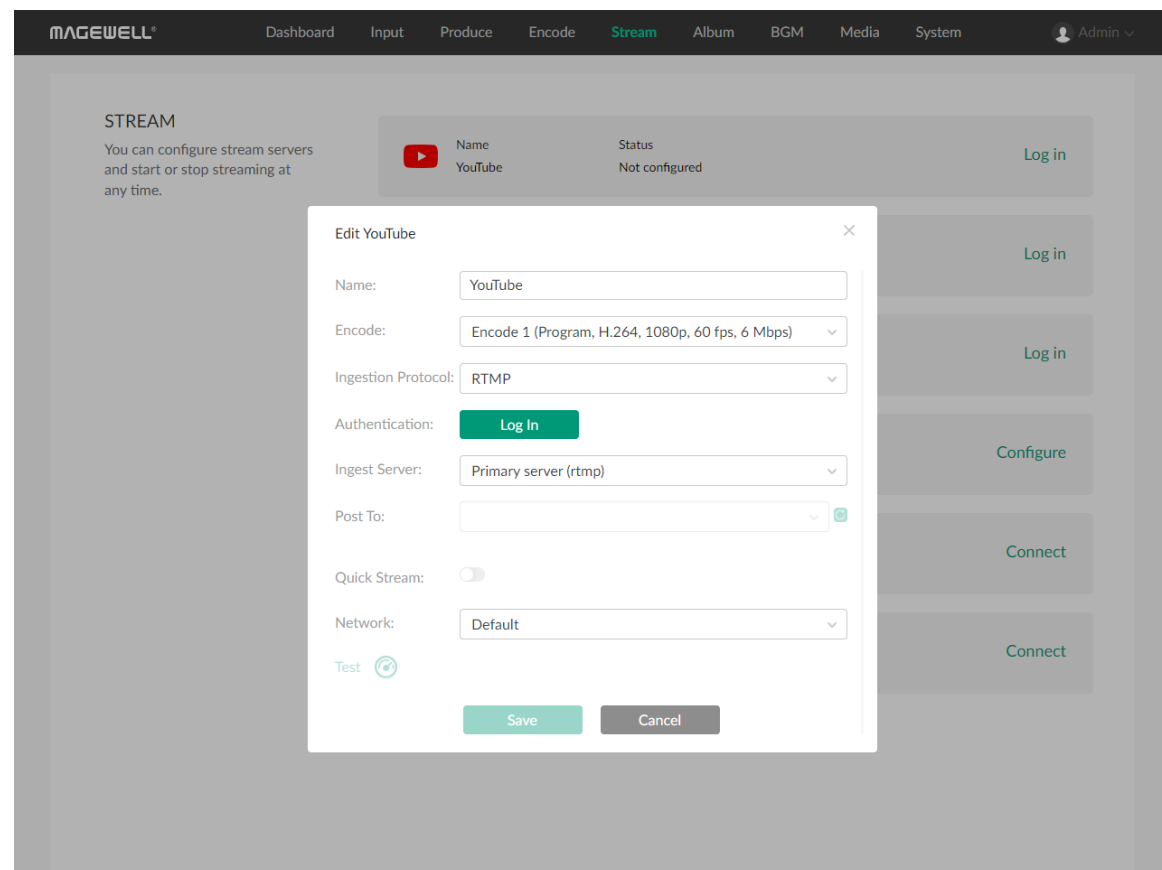 MAGEWELL®
Dashboard Input Produce Encode Stream Album BGM Media System Admin
STREAM
You can configure stream servers
and start or stop streaming at
any time.
Name Status
YouTube Not configured
Log in
Log in
Log in
Configure
Connect
Connect
Edit YouTube
Name: YouTube
Encode: Encode 1 (Program, H.264, 1080p, 60 fps, 6 Mbps)
Ingestion Protocol: RTMP
Authentication: Log In
Ingest Server: Primary server (rtmp)
Post To:
Quick Stream:
Network: Default
Test
Save Cancel